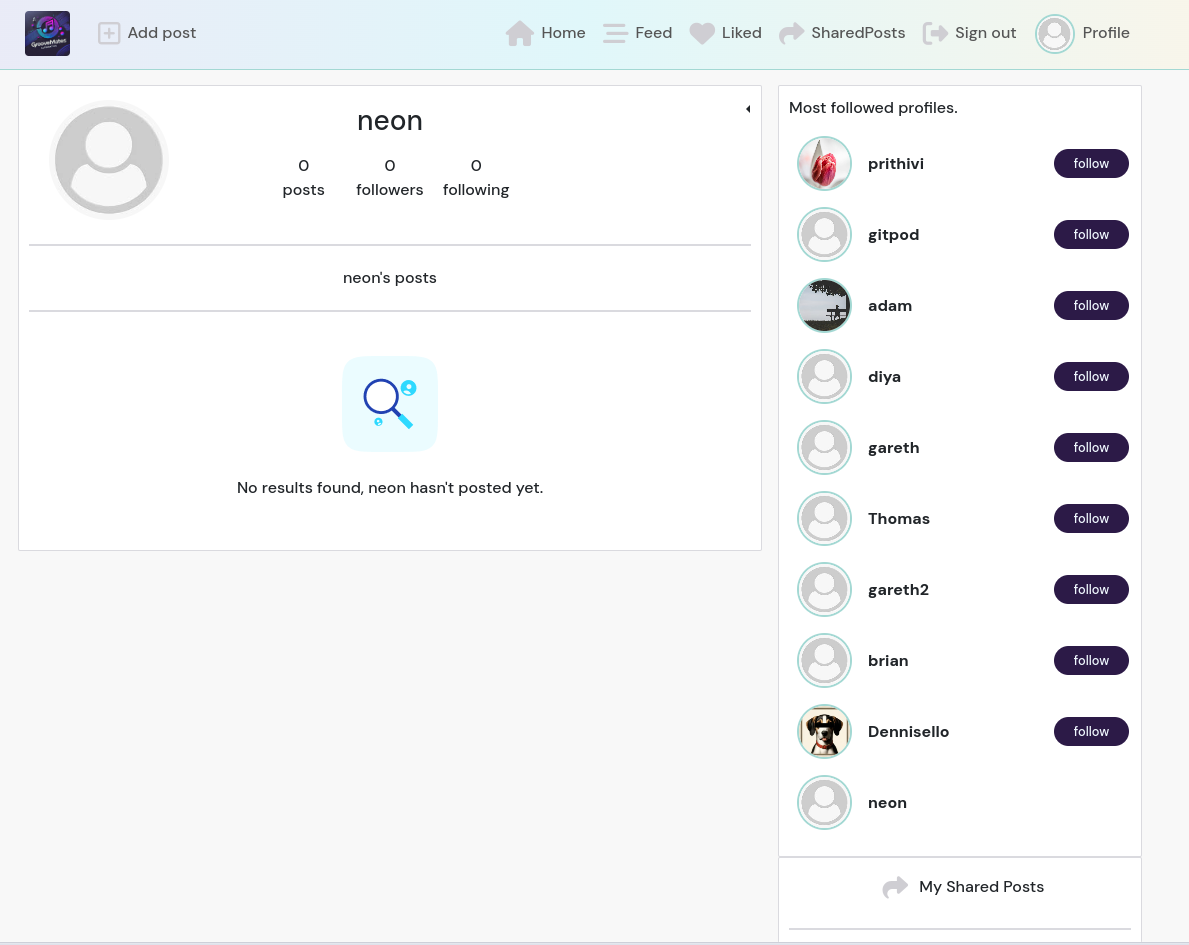 GrooveMates
Add post
Home
Feed
Liked
SharedPosts
Sign out
Profile
neon
0
posts
0
followers
0
following
neon's posts
No results found, neon hasn't posted yet.
Most followed profiles.
prithivi
follow
gitpod
follow
adam
follow
diya
follow
gareth
follow
Thomas
follow
gareth2
follow
brian
follow
Dennisello
follow
neon
My Shared Posts